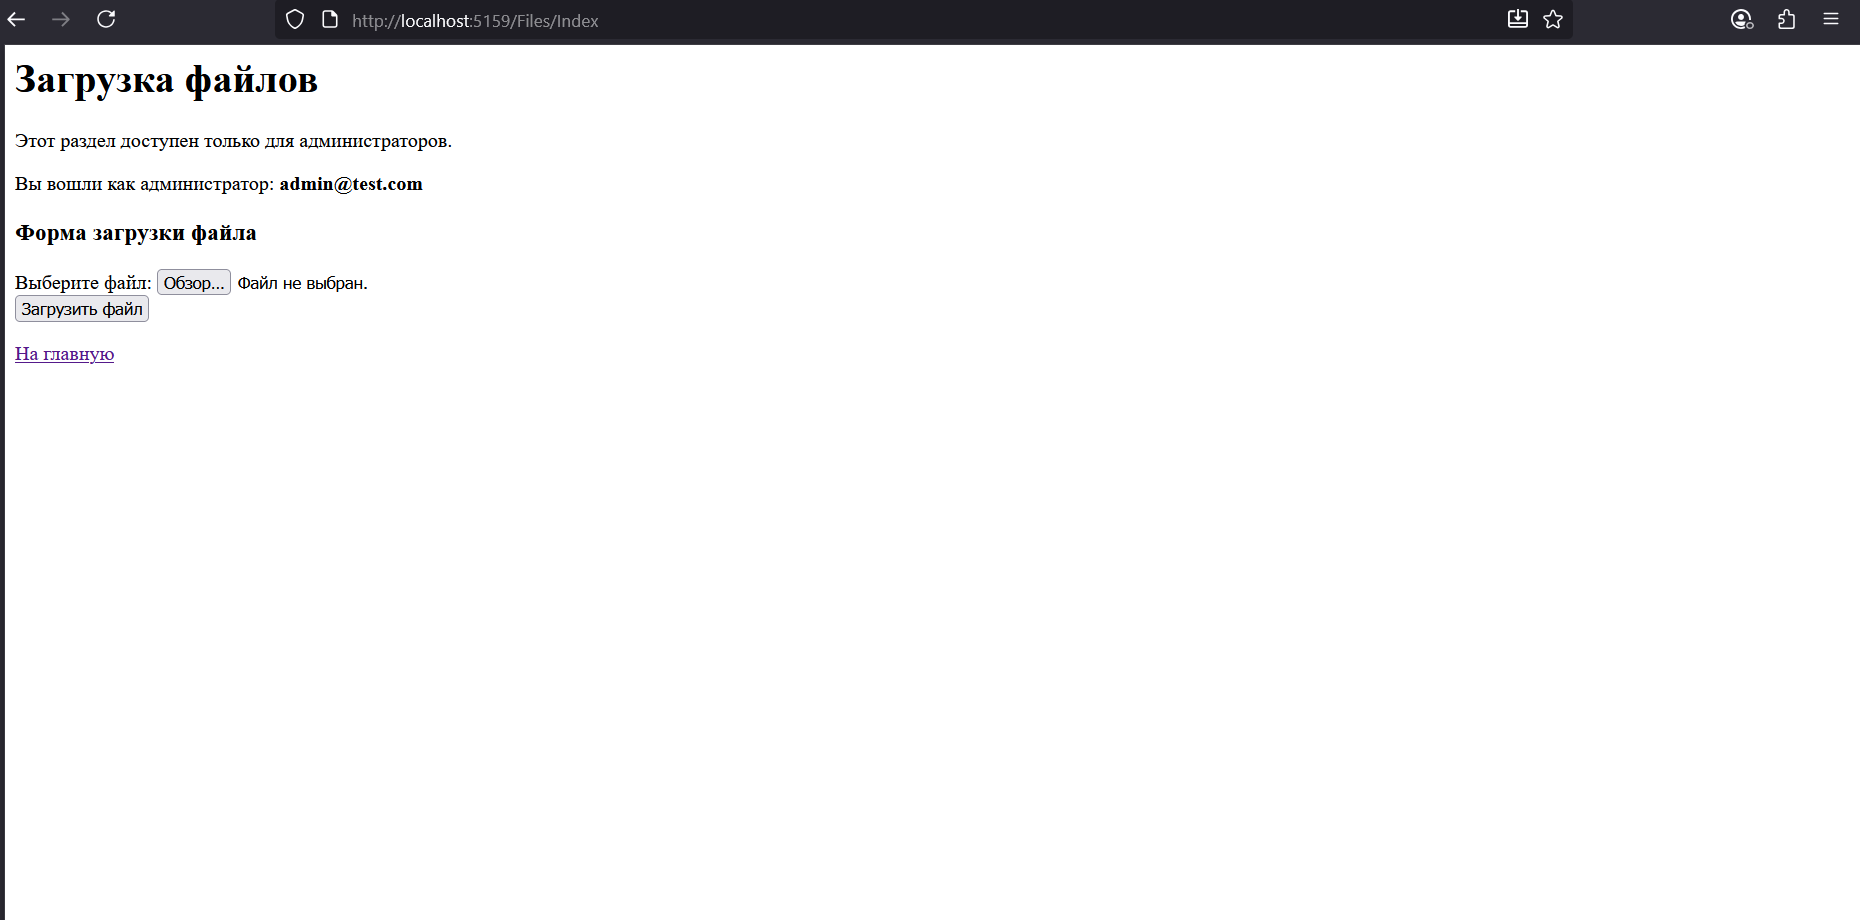 http://localhost:5159/Files/Index
Загрузка файлов
Этот раздел доступен только для администраторов.
Вы вошли как администратор: admin@test.com
Форма загрузки файла
Выберите файл: Обзор... Файл не выбран.
Загрузить файл
На главную